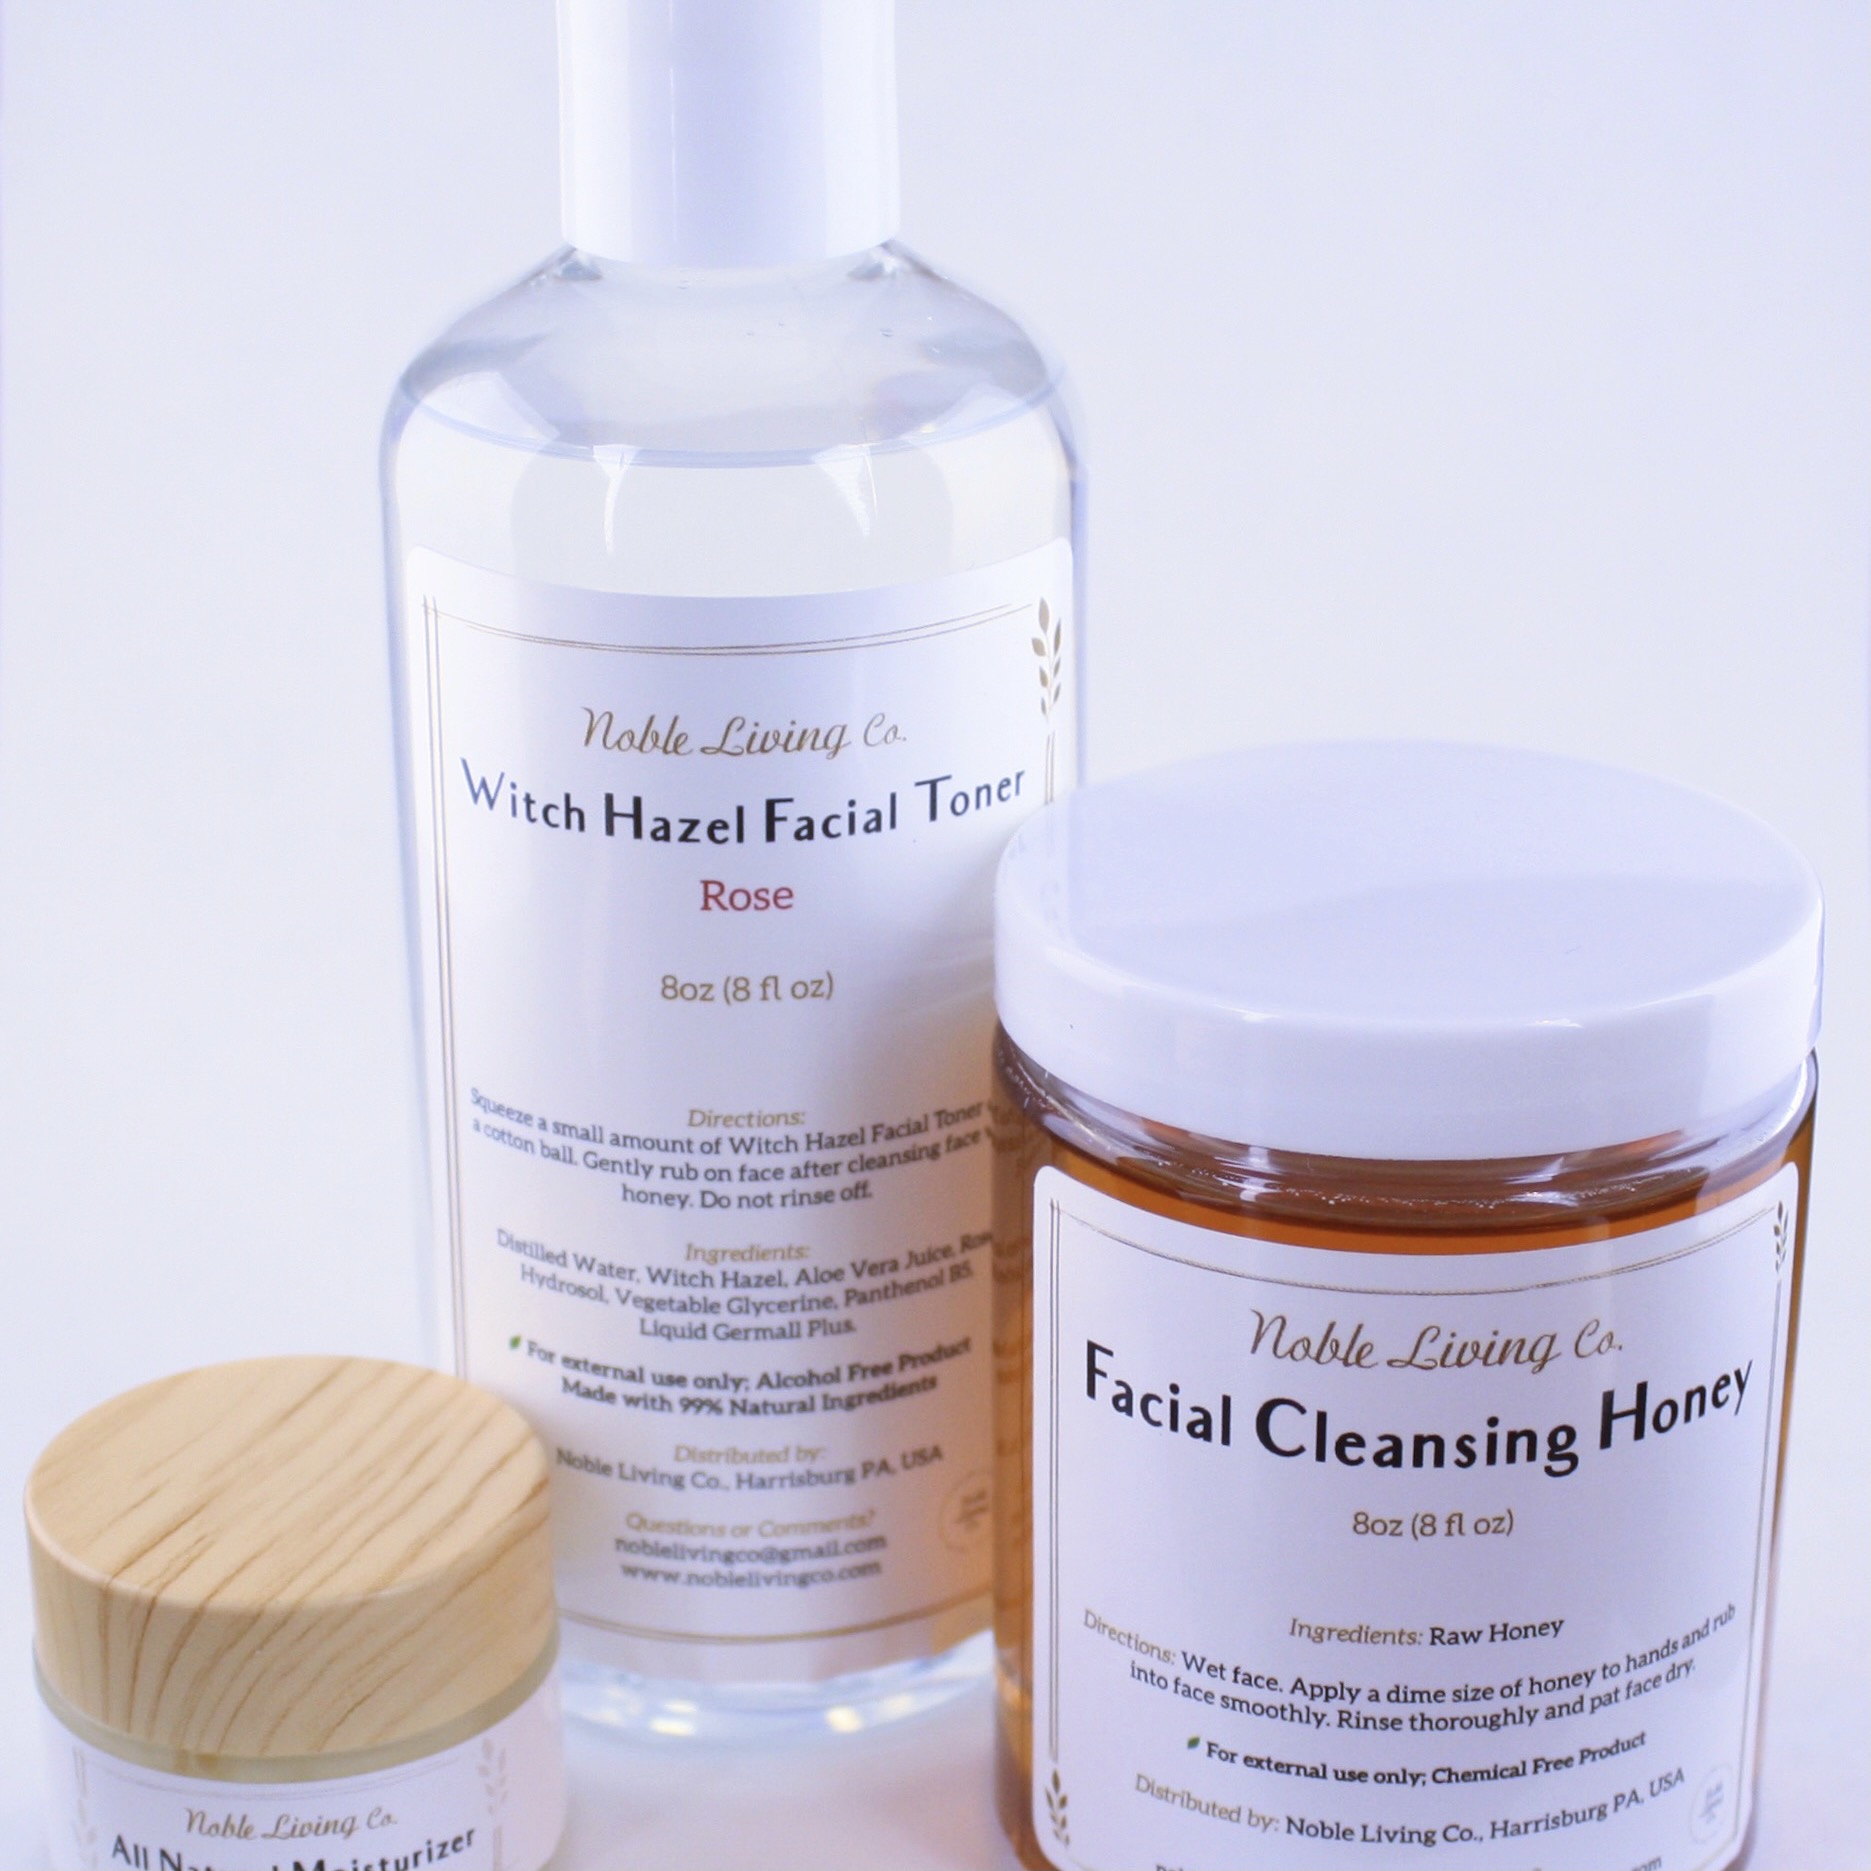 Noble Living Co.
Witch Hazel Facial Toner
Rose
8oz (8 fl oz)
Directions:
Squeeze a small amount of Witch Hazel Facial Toner
a cotton ball. Gently rub on face after cleansing face
honey. Do not rinse off.
Ingredients:
Distilled Water, Witch Hazel, Aloe Vera Juice, Rose
Hydrosol, Vegetable Glycerine, Panthenol B5,
Liquid Germall Plus.
For external use only; Alcohol Free Product
Made with 99% Natural Ingredients
Distributed by:
Noble Living Co., Harrisburg PA, USA
Questions or Comments?
noblelivingco@gmail.com
www.noblelivingco.com
Noble Living Co.
Facial Cleansing Honey
8oz (8 fl oz)
Ingredients: Raw Honey
Directions: Wet face. Apply a dime size of honey to hands and rub
into face smoothly. Rinse thoroughly and pat face dry.
For external use only; Chemical Free Product
Distributed by: Noble Living Co., Harrisburg PA, USA
Noble Living Co.
All Natural Moisturizer